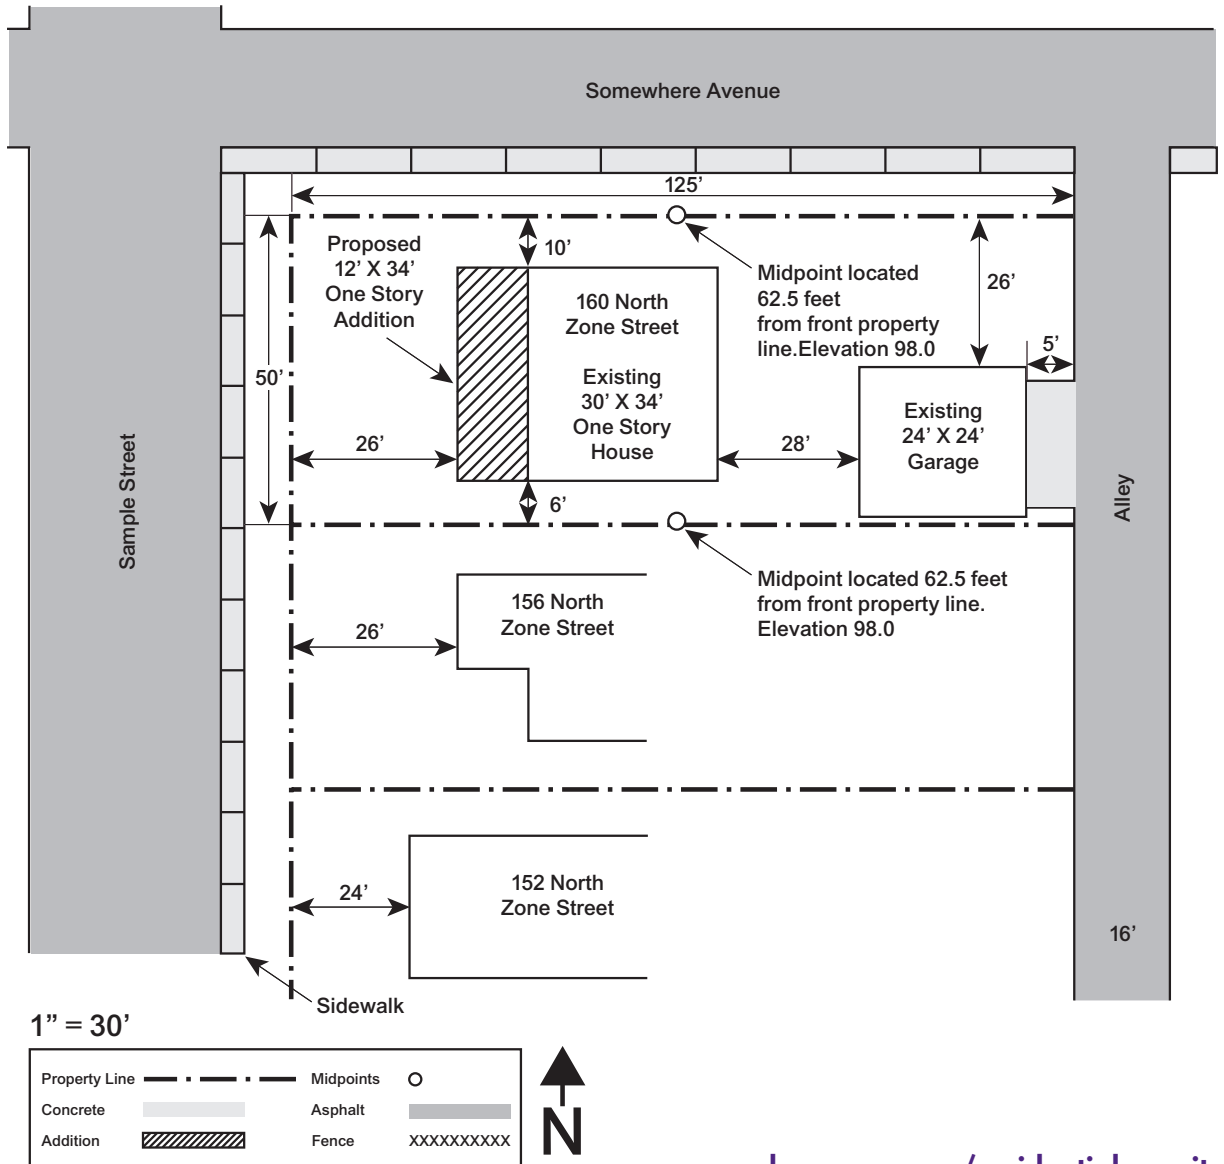 Somewhere Avenue
125'
Proposed
12' X 34'
One Story
Addition
10'
160 North
Zone Street
Existing
30' X 34'
One Story
House
Midpoint located
62.5 feet
from front property
line.Elevation 98.0
26'
5'
50'
26'
28'
Existing
24' X 24'
Garage
6'
Sample Street
Alley
Midpoint located 62.5 feet
from front property line.
Elevation 98.0
156 North
Zone Street
26'
152 North
Zone Street
24'
16'
Sidewalk
1” = 30'
Property Line
Midpoints
Concrete
Asphalt
Addition
Fence
XXXXXXXXXX
N